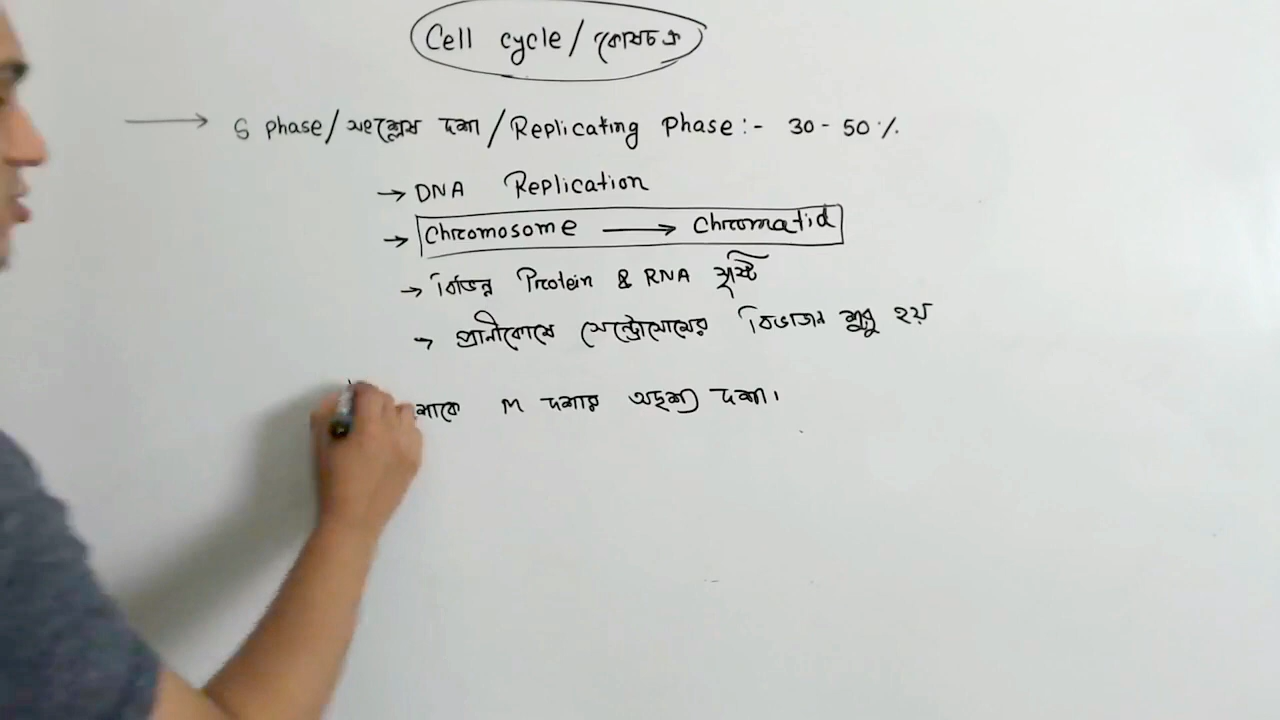 Cell cycle / কোষচক্র
→ S phase / সংশ্লেষ দশা / Replicating Phase :- 30 - 50 %
→ DNA Replication
→ Chromosome → Chromatid
→ বিভিন্ন Protein & RNA সৃষ্টি
→ প্রানীকোষে সেন্ট্রোসোমের বিভাজন শুরু হয়
M দশার অদৃশ্য দশা।